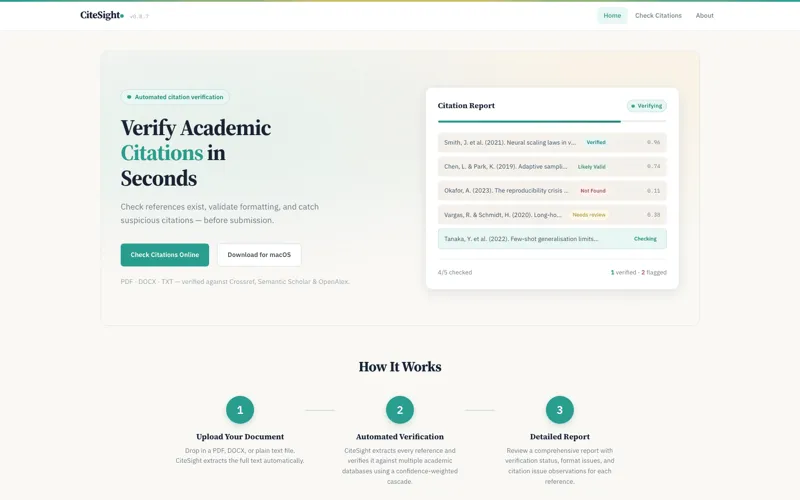 CiteSight
v0.8.7
Home
Check Citations
About
Automated citation verification
Verify Academic
Citations in
Seconds
Check references exist, validate formatting, and catch
suspicious citations — before submission.
Check Citations Online
Download for macOS
PDF · DOCX · TXT — verified against Crossref, Semantic Scholar & OpenAlex.
Citation Report
Verifying
Smith, J. et al. (2021). Neural scaling laws in v... Verified 0.96
Chen, L. & Park, K. (2019). Adaptive sampli... Likely Valid 0.74
Okafor, A. (2023). The reproducibility crisis ... Not Found 0.11
Vargas, R. & Schmidt, H. (2020). Long-ho... Needs review 0.38
Tanaka, Y. et al. (2022). Few-shot generalisation limits... Checking
4/5 checked
1 verified · 2 flagged
How It Works
1
Upload Your Document
Drop in a PDF, DOCX, or plain text file.
CiteSight extracts the full text automatically.
2
Automated Verification
CiteSight extracts every reference and
verifies it against multiple academic
databases using a confidence-weighted
cascade.
3
Detailed Report
Review a comprehensive report with
verification status, format issues, and
citation issue observations for each
reference.